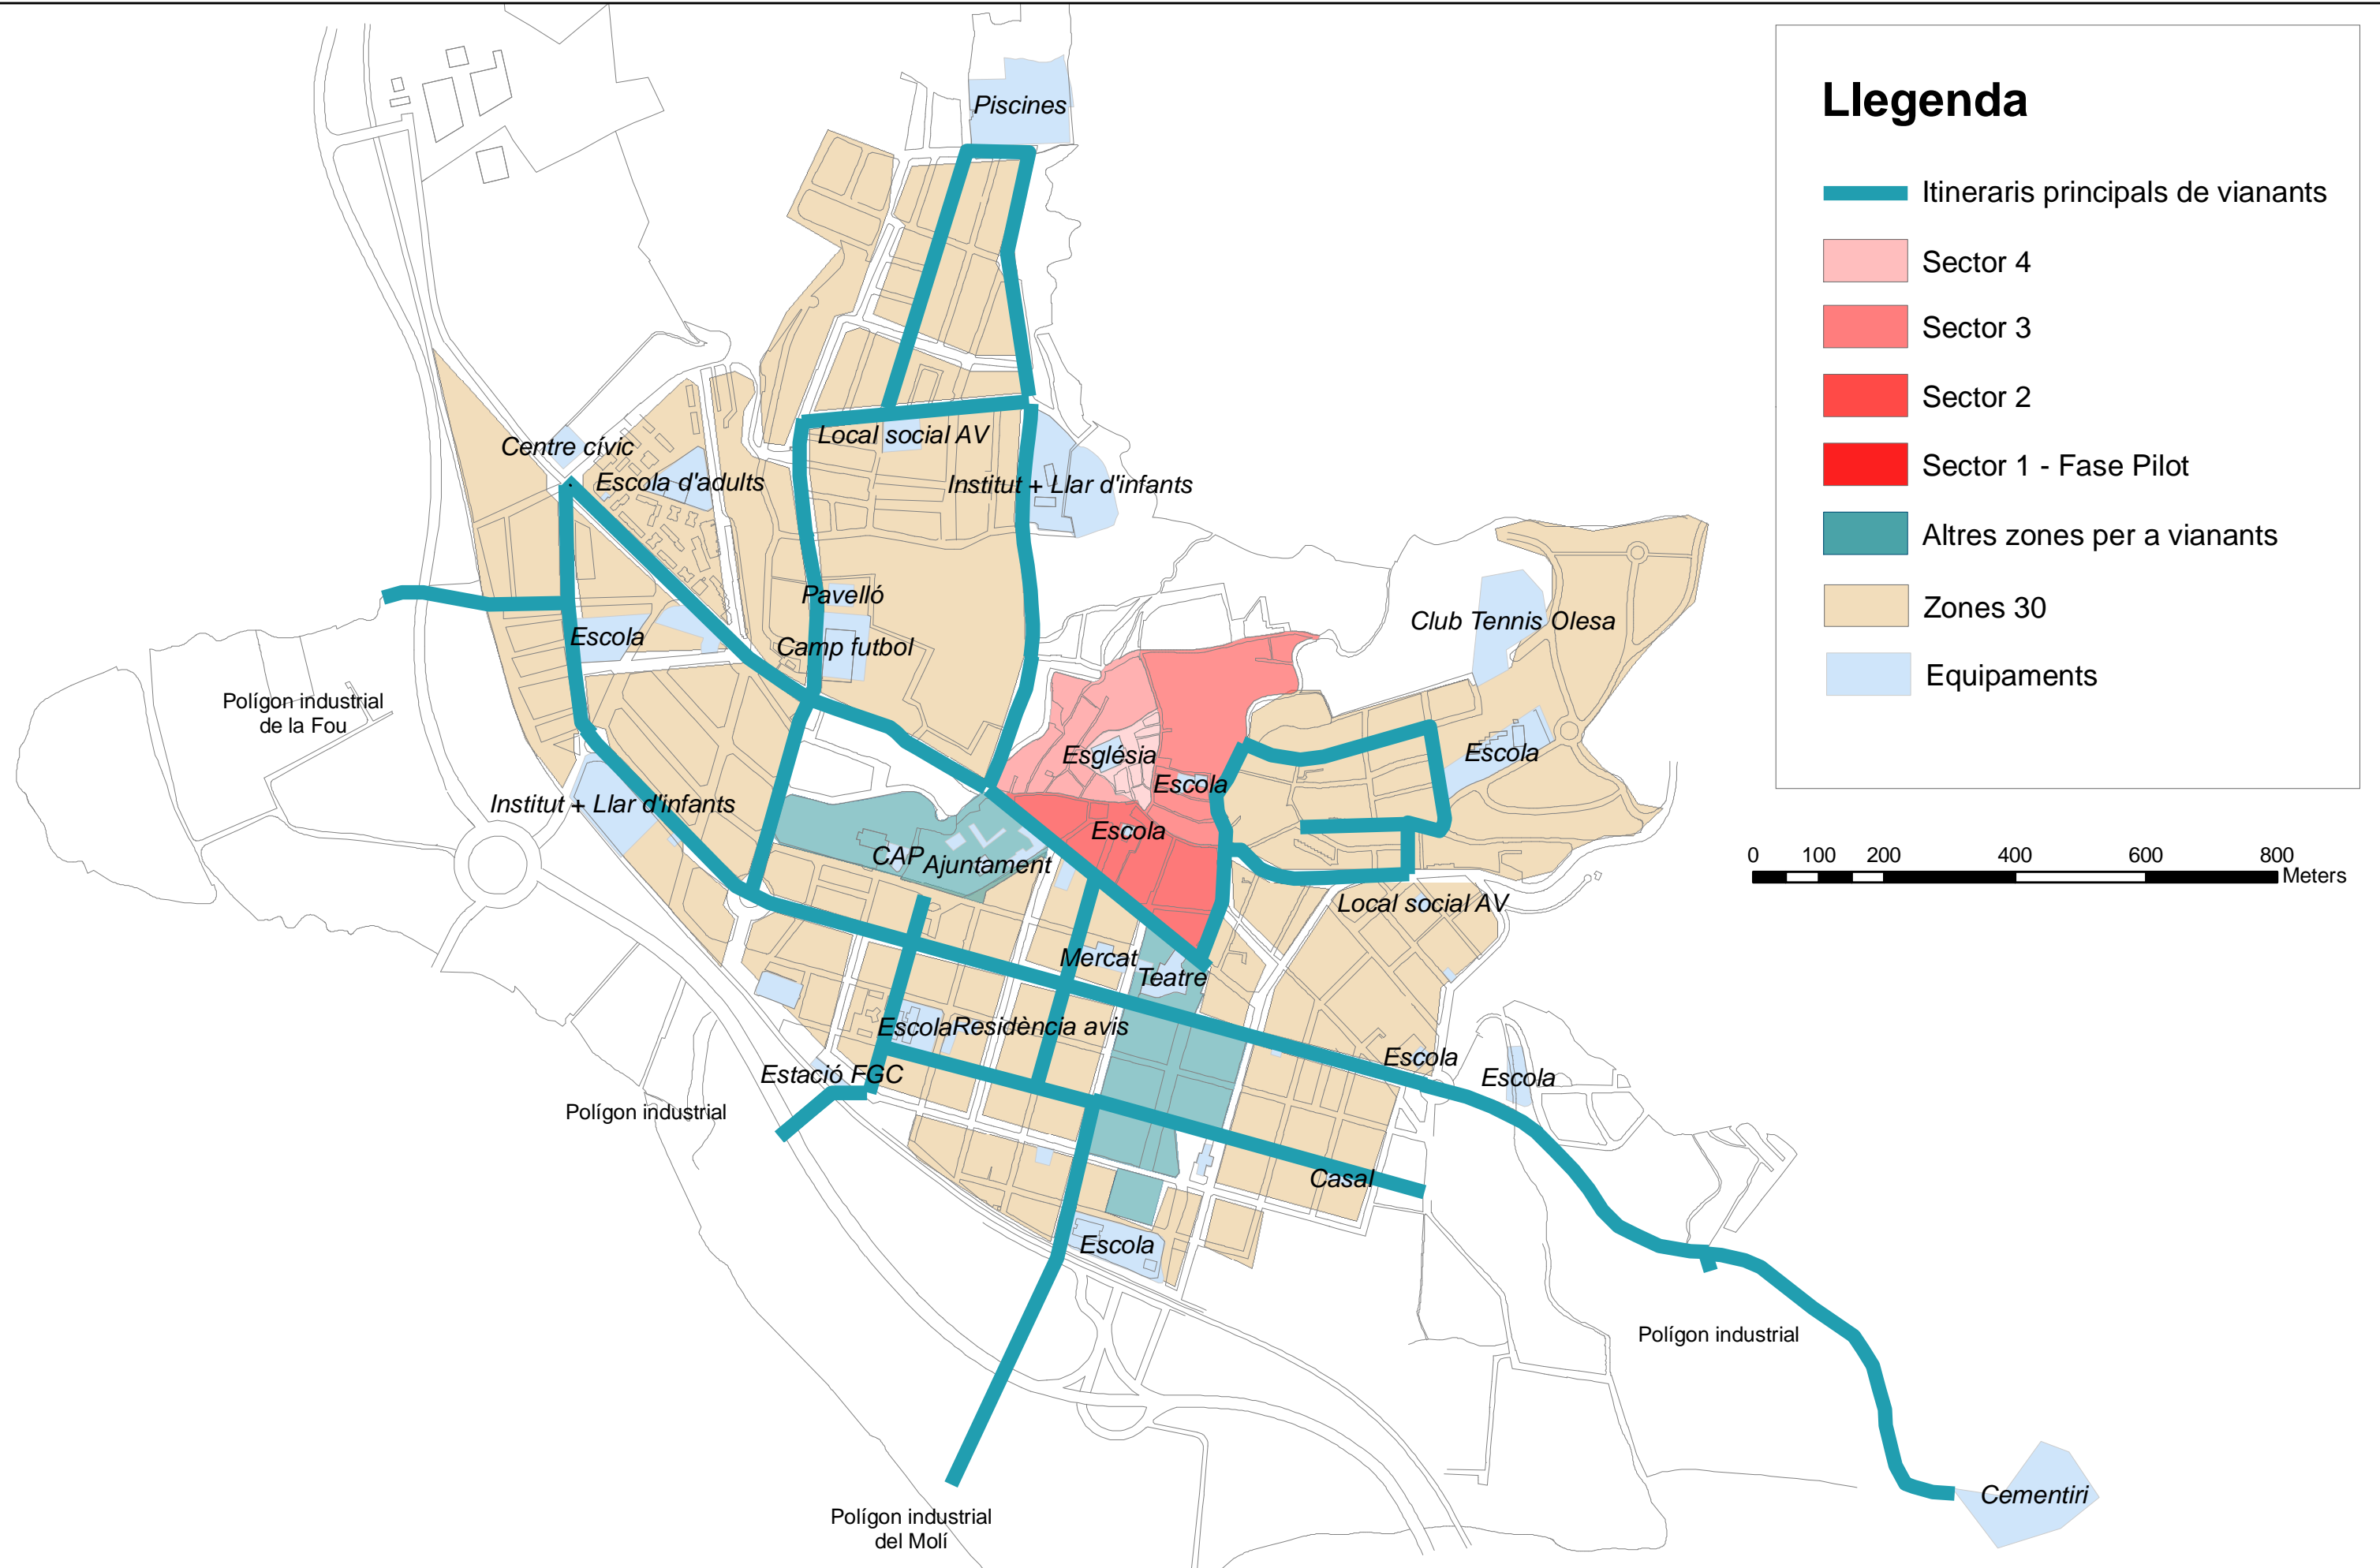 Llegenda
Itineraris principals de vianants
Sector 4
Sector 3
Sector 2
Sector 1 - Fase Pilot
Altres zones per a vianants
Zones 30
Equipaments
0 100 200 400 600 800
Meters
Piscines
Centre cívic
Local social AV
Escola d'adults
Institut + Llar d'infants
Pavelló
Camp futbol
Escola
Club Tennis Olesa
Polígon industrial
de la Fou
Església
Escola
Escola
Escola
Institut + Llar d'infants
CAP
Ajuntament
Local social AV
Mercat
Teatre
Escola
Residència avis
Escola
Escola
Estació FGC
Polígon industrial
Casal
Escola
Polígon industrial
Cementiri
Polígon industrial
del Molí